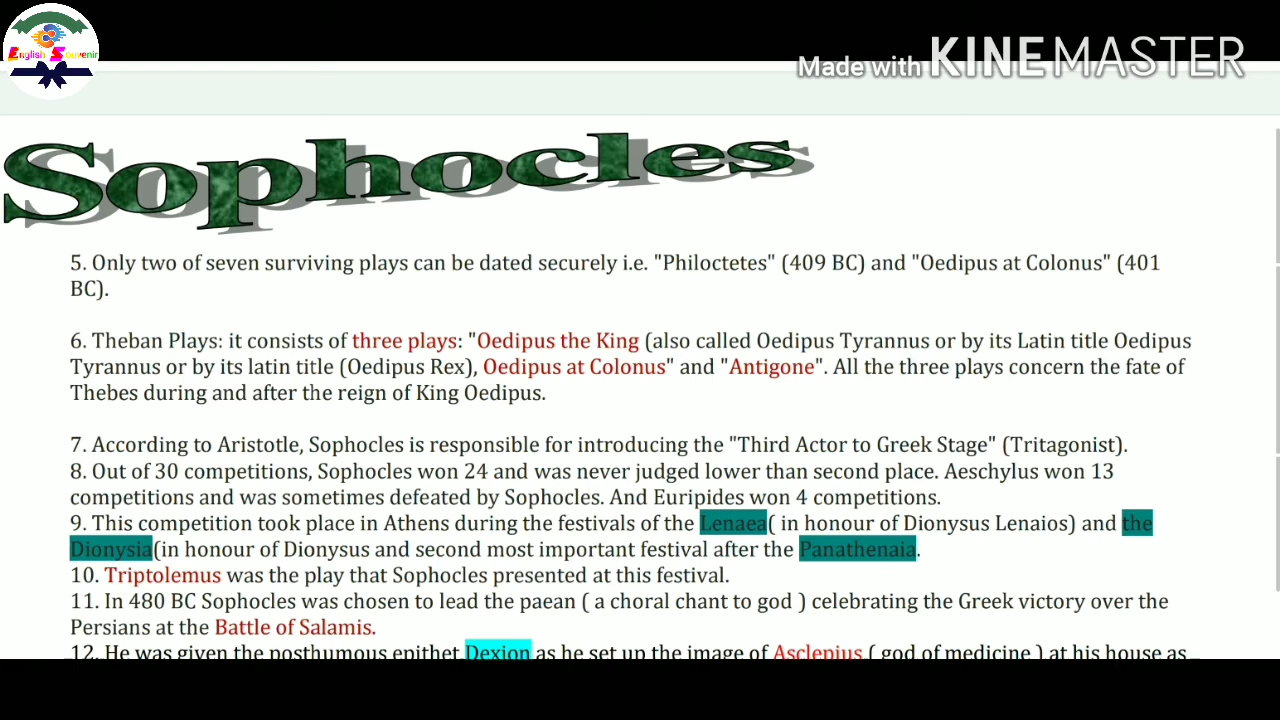 English Souvenir
Made with KINEMASTER
Sophocles
5. Only two of seven surviving plays can be dated securely i.e. "Philoctetes" (409 BC) and "Oedipus at Colonus" (401
BC).
6. Theban Plays: it consists of three plays: "Oedipus the King (also called Oedipus Tyrannus or by its Latin title Oedipus
Tyrannus or by its latin title (Oedipus Rex), Oedipus at Colonus" and "Antigone". All the three plays concern the fate of
Thebes during and after the reign of King Oedipus.
7. According to Aristotle, Sophocles is responsible for introducing the "Third Actor to Greek Stage" (Tritagonist).
8. Out of 30 competitions, Sophocles won 24 and was never judged lower than second place. Aeschylus won 13
competitions and was sometimes defeated by Sophocles. And Euripides won 4 competitions.
9. This competition took place in Athens during the festivals of the Lenaea( in honour of Dionysus Lenaios) and the
Dionysia(in honour of Dionysus and second most important festival after the Panathenaia.
10. Triptolemus was the play that Sophocles presented at this festival.
11. In 480 BC Sophocles was chosen to lead the paean ( a choral chant to god ) celebrating the Greek victory over the
Persians at the Battle of Salamis.
12. He was given the posthumous epithet Dexion as he set up the image of Asclepius ( god of medicine ) at his house as